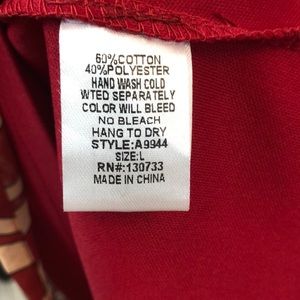 60%COTTON
40%POLYESTER
HAND WASH COLD
WTED SEPARATELY
COLOR WILL BLEED
NO BLEACH
HANG TO DRY
STYLE:A9944
SIZE:L
RN#:130733
MADE IN CHINA